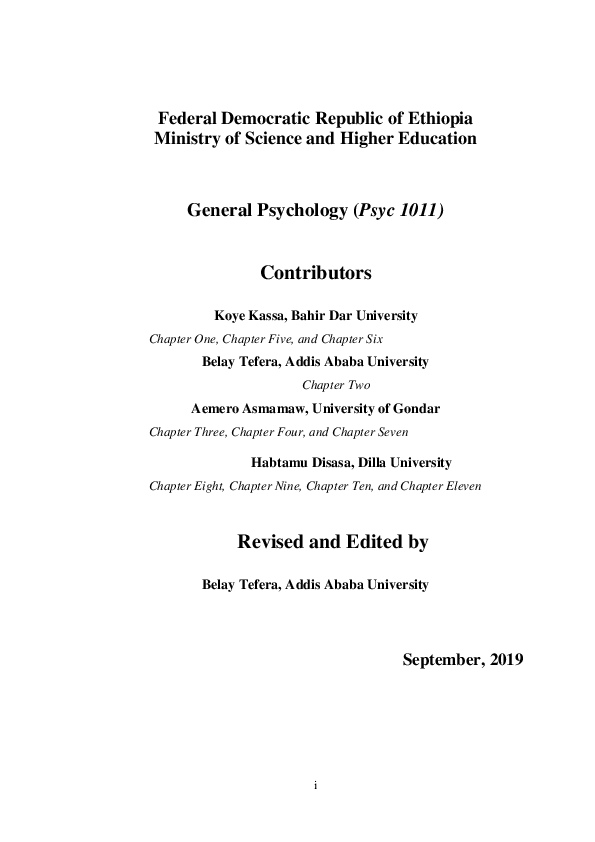 Federal Democratic Republic of Ethiopia
Ministry of Science and Higher Education
General Psychology (Psyc 1011)
Contributors
Koye Kassa, Bahir Dar University
Chapter One, Chapter Five, and Chapter Six
Belay Tefera, Addis Ababa University
Chapter Two
Aemero Asmamaw, University of Gondar
Chapter Three, Chapter Four, and Chapter Seven
Habtamu Disasa, Dilla University
Chapter Eight, Chapter Nine, Chapter Ten, and Chapter Eleven
Revised and Edited by
Belay Tefera, Addis Ababa University
September, 2019
i